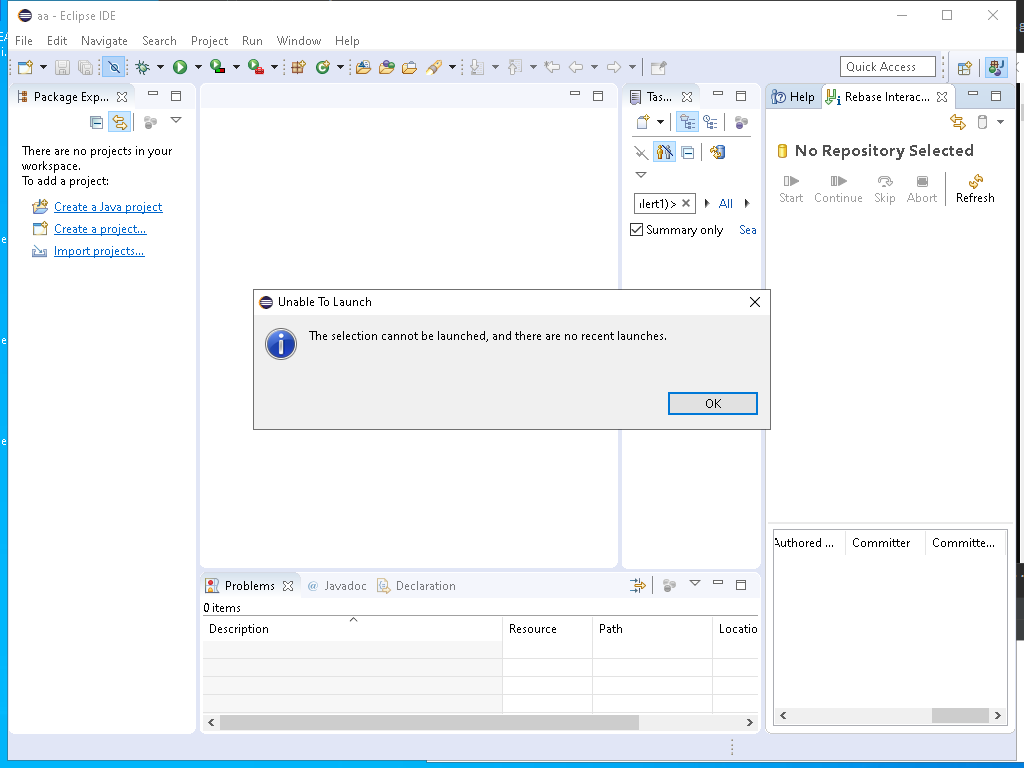 aa - Eclipse IDE
File Edit Navigate Search Project Run Window Help
Quick Access
Package Exp...
There are no projects in your
workspace.
To add a project:
Create a Java project
Create a project...
Import projects...
Tas...
ılert1)> All
Summary only Sea
Help Rebase Interac...
No Repository Selected
Start Continue Skip Abort Refresh
Unable To Launch
The selection cannot be launched, and there are no recent launches.
OK
Authored ... Committer Committe...
Problems @ Javadoc Declaration
0 items
Description Resource Path Locatio